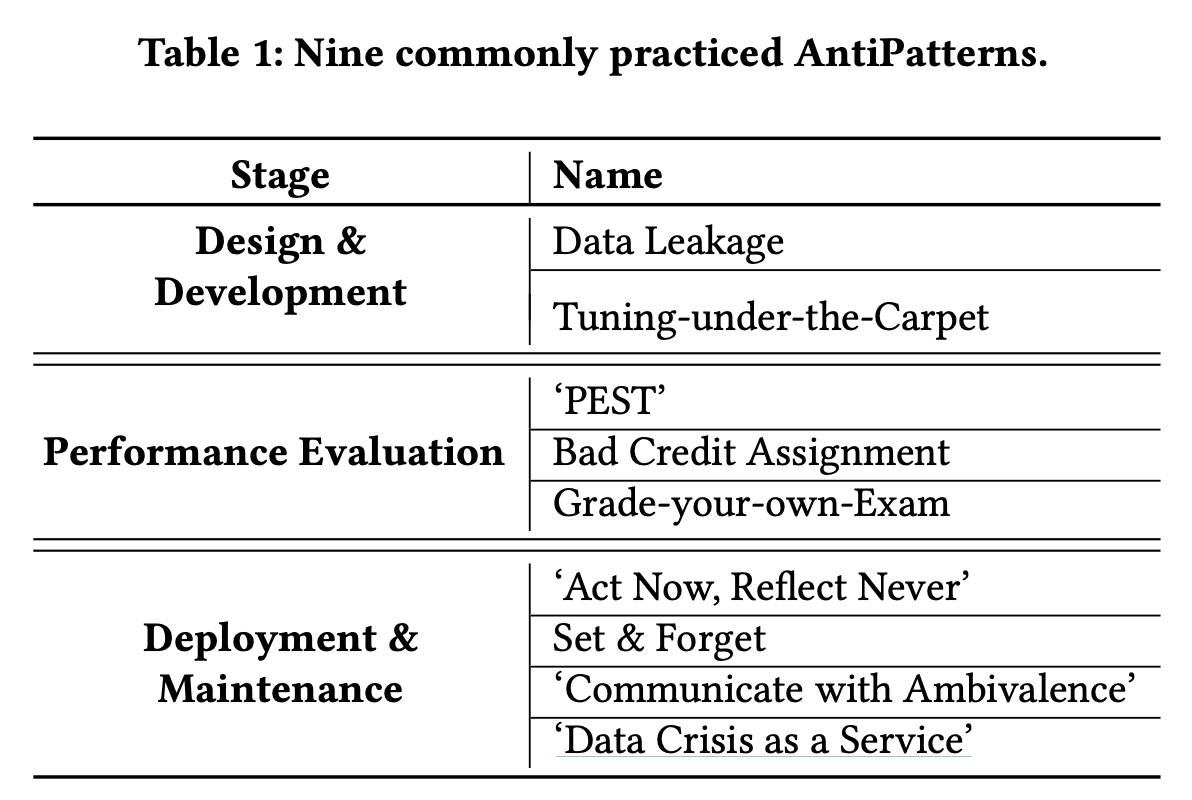 Table 1: Nine commonly practiced AntiPatterns.
Stage Name
Design &
Development
Data Leakage
Tuning-under-the-Carpet
Performance Evaluation
‘PEST’
Bad Credit Assignment
Grade-your-own-Exam
Deployment &
Maintenance
‘Act Now, Reflect Never’
Set & Forget
‘Communicate with Ambivalence’
‘Data Crisis as a Service’